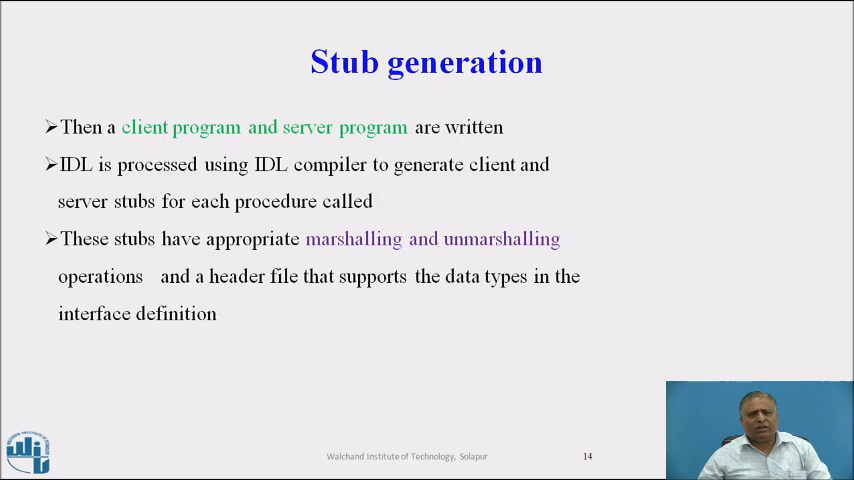 Stub generation
➢Then a client program and server program are written
➢IDL is processed using IDL compiler to generate client and
server stubs for each procedure called
➢These stubs have appropriate marshalling and unmarshalling
operations and a header file that supports the data types in the
interface definition
Walchand Institute of Technology, Solapur
14